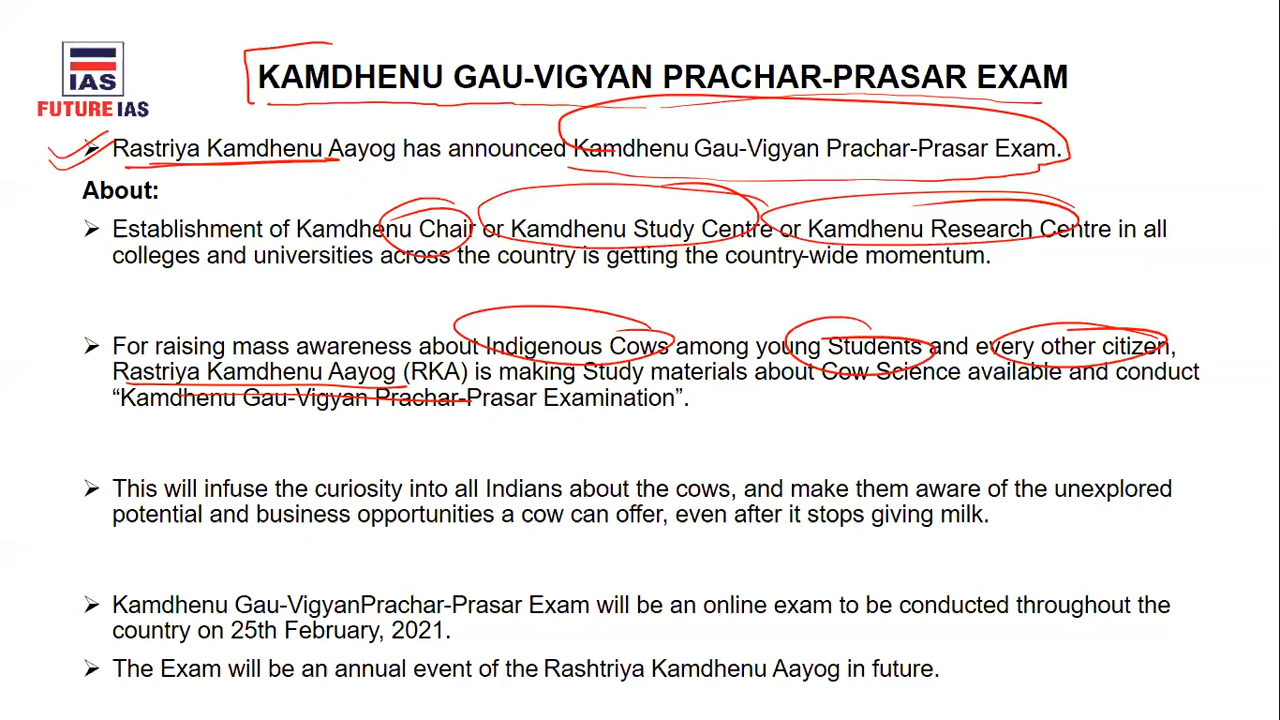 IAS
FUTURE IAS
KAMDHENU GAU-VIGYAN PRACHAR-PRASAR EXAM
➢ Rastriya Kamdhenu Aayog has announced Kamdhenu Gau-Vigyan Prachar-Prasar Exam.
About:
➢ Establishment of Kamdhenu Chair or Kamdhenu Study Centre or Kamdhenu Research Centre in all
colleges and universities across the country is getting the country-wide momentum.
➢ For raising mass awareness about Indigenous Cows among young Students and every other citizen,
Rastriya Kamdhenu Aayog (RKA) is making Study materials about Cow Science available and conduct
“Kamdhenu Gau-Vigyan Prachar-Prasar Examination”.
➢ This will infuse the curiosity into all Indians about the cows, and make them aware of the unexplored
potential and business opportunities a cow can offer, even after it stops giving milk.
➢ Kamdhenu Gau-VigyanPrachar-Prasar Exam will be an online exam to be conducted throughout the
country on 25th February, 2021.
➢ The Exam will be an annual event of the Rashtriya Kamdhenu Aayog in future.